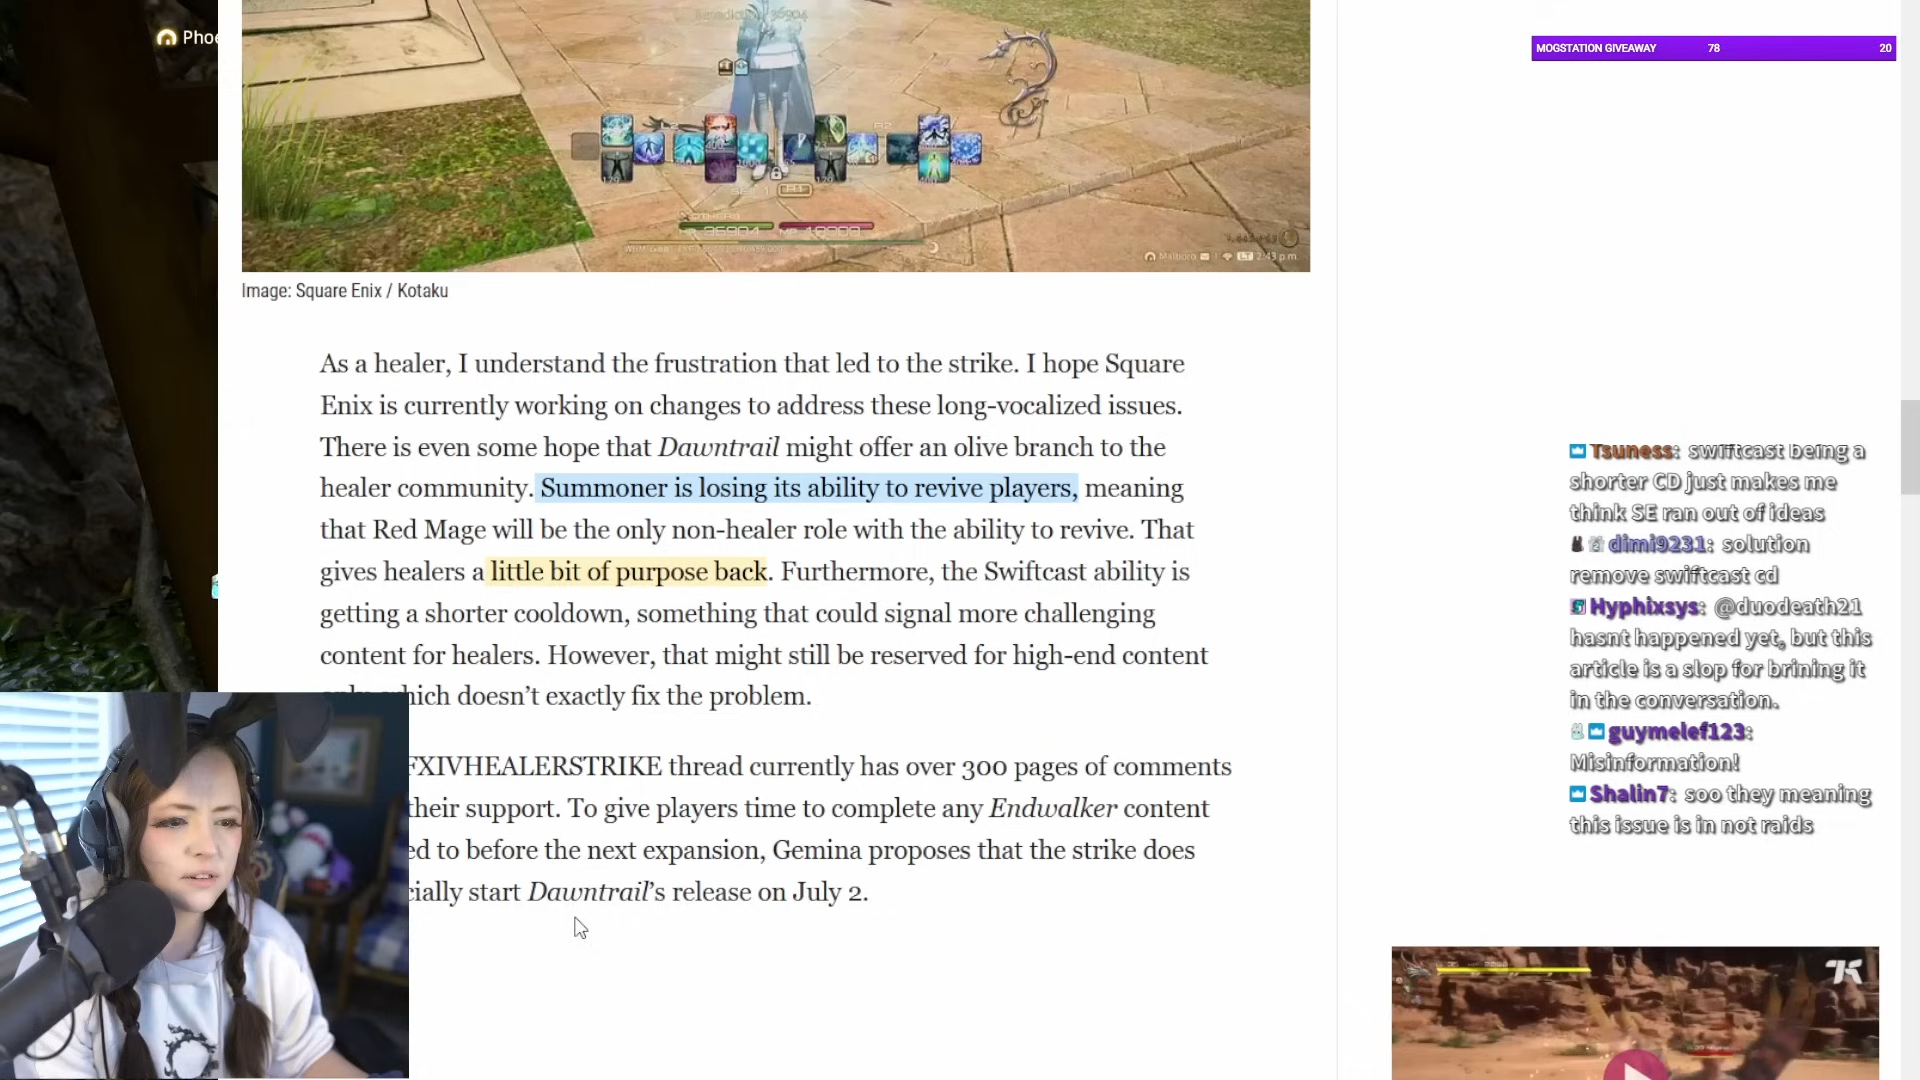 Phoe
MOGSTATION GIVEAWAY 78 20
Malboro LT 2:43 p.m
Image: Square Enix / Kotaku
As a healer, I understand the frustration that led to the strike. I hope Square
Enix is currently working on changes to address these long-vocalized issues.
There is even some hope that Dawntrail might offer an olive branch to the
healer community. Summoner is losing its ability to revive players, meaning
that Red Mage will be the only non-healer role with the ability to revive. That
gives healers a little bit of purpose back. Furthermore, the Swiftcast ability is
getting a shorter cooldown, something that could signal more challenging
content for healers. However, that might still be reserved for high-end content
ich doesn't exactly fix the problem.
FXIVHEALERSTRIKE thread currently has over 300 pages of comments
their support. To give players time to complete any Endwalker content
ed to before the next expansion, Gemina proposes that the strike does
cially start Dawntrail's release on July 2.
Tsuness: swiftcast being a
shorter CD just makes me
think SE ran out of ideas
dimi9231: solution
remove swiftcast cd
Hyphixsys: @duodeath21
hasnt happened yet, but this
article is a slop for brining it
in the conversation.
guymelef123:
Misinformation!
Shalin7: soo they meaning
this issue is in not raids